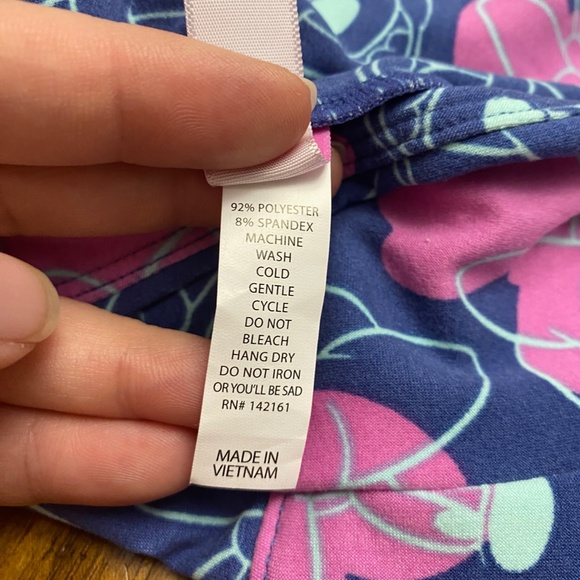 92% POLYESTER
8% SPANDEX
MACHINE
WASH
COLD
GENTLE
CYCLE
DO NOT
BLEACH
HANG DRY
DO NOT IRON
OR YOU'LL BE SAD
RN# 142161
MADE IN
VIETNAM